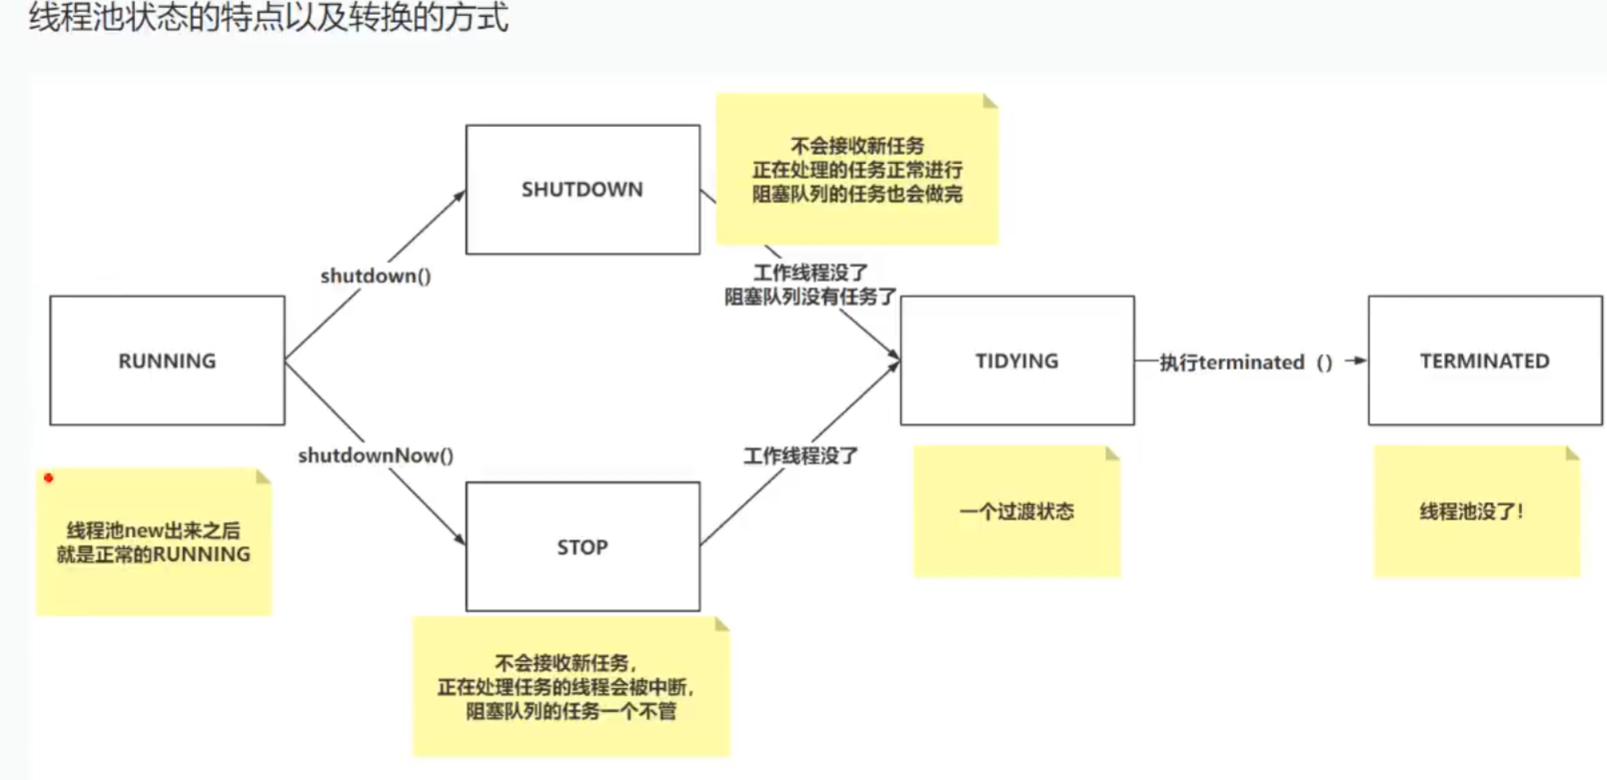 线程池状态的特点以及转换的方式
不会接收新任务
正在处理的任务正常进行
阻塞队列的任务也会做完
SHUTDOWN
shutdown()
工作线程没了
阻塞队列没有任务了
RUNNING
TIDYING
执行terminated（）
TERMINATED
shutdownNow()
工作线程没了
线程池new出来之后
就是正常的RUNNING
STOP
一个过渡状态
线程池没了！
不会接收新任务，
正在处理任务的线程会被中断，
阻塞队列的任务一个不管